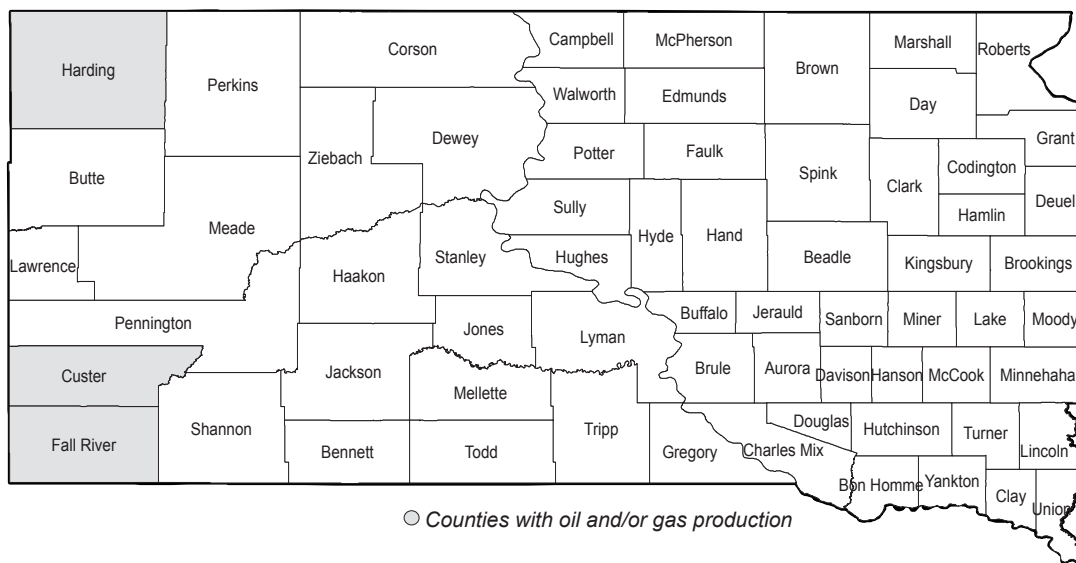 Harding
Perkins
Corson
Campbell
McPherson
Brown
Marshall
Roberts
Walworth
Edmunds
Day
Dewey
Ziebach
Butte
Potter
Faulk
Spink
Clark
Codington
Grant
Deuel
Hamlin
Meade
Sully
Hyde
Hand
Lawrence
Haakon
Stanley
Hughes
Beadle
Kingsbury
Brookings
Pennington
Jones
Lyman
Buffalo
Jerauld
Sanborn
Miner
Lake
Moody
Custer
Jackson
Mellette
Brule
Aurora
Davison
Hanson
McCook
Minnehaha
Fall River
Shannon
Bennett
Todd
Tripp
Gregory
Charles Mix
Douglas
Hutchinson
Turner
Lincoln
Bon Homme
Yankton
Clay
Union
Counties with oil and/or gas production